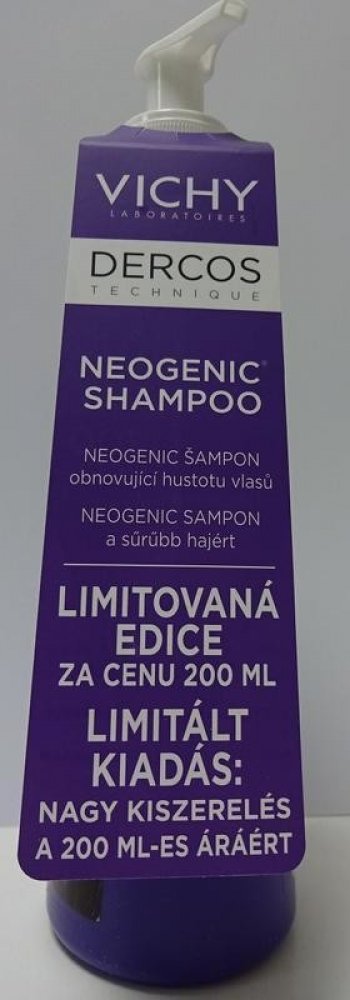 VICHY
LABORATOIRES
DERCOS
TECHNIQUE
NEOGENIC®
SHAMPOO
NEOGENIC ŠAMPON
obnovující hustotu vlasů
NEOGENIC SAMPON
a sűrűbb hajért
LIMITOVANÁ
EDICE
ZA CENU 200 ML
LIMITÁLT
KIADÁS:
NAGY KISZERELÉS
A 200 ML-ES ÁRÁÉRT